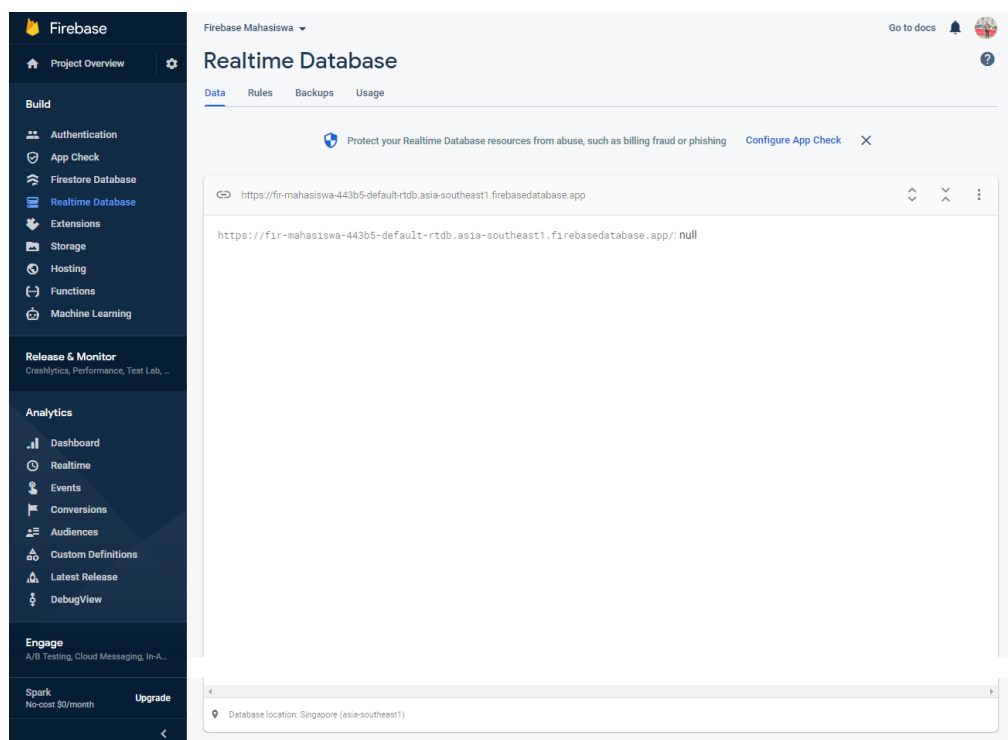 Firebase
Project Overview
Build
Authentication
App Check
Firestore Database
Realtime Database
Extensions
Storage
Hosting
Functions
Machine Learning
Release & Monitor
Crashlytics, Performance, Test Lab, ...
Analytics
Dashboard
Realtime
Events
Conversions
Audiences
Custom Definitions
Latest Release
DebugView
Engage
A/B Testing, Cloud Messaging, In-A...
Spark
No-cost $0/month
Upgrade
Firebase Mahasiswa
Go to docs
Realtime Database
Data Rules Backups Usage
Protect your Realtime Database resources from abuse, such as billing fraud or phishing Configure App Check
https://fir-mahasiswa-443b5-default-rtdb.asia-southeast1.firebasedatabase.app
https://fir-mahasiswa-443b5-default-rtdb.asia-southeast1.firebasedatabase.app/: null
Database location: Singapore (asia-southeast1)